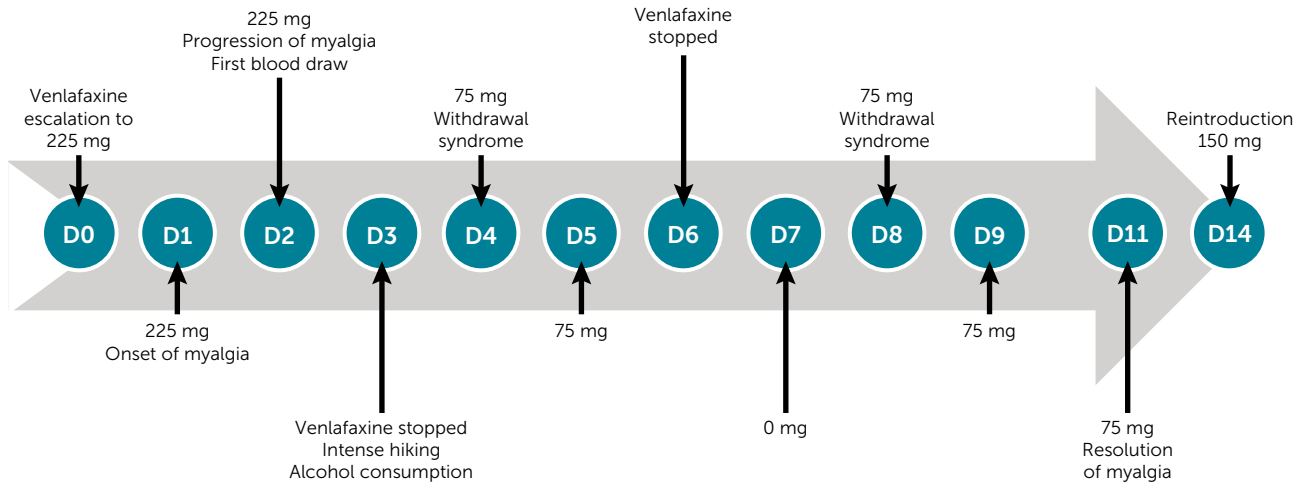 225 mg
Progression of myalgia
First blood draw
Venlafaxine
stopped
Venlafaxine
escalation to
225 mg
75 mg
Withdrawal
syndrome
75 mg
Withdrawal
syndrome
Reintroduction
150 mg
D0
D1
D2
D3
D4
D5
D6
D7
D8
D9
D11
D14
225 mg
Onset of myalgia
75 mg
75 mg
Venlafaxine stopped
Intense hiking
Alcohol consumption
0 mg
75 mg
Resolution
of myalgia